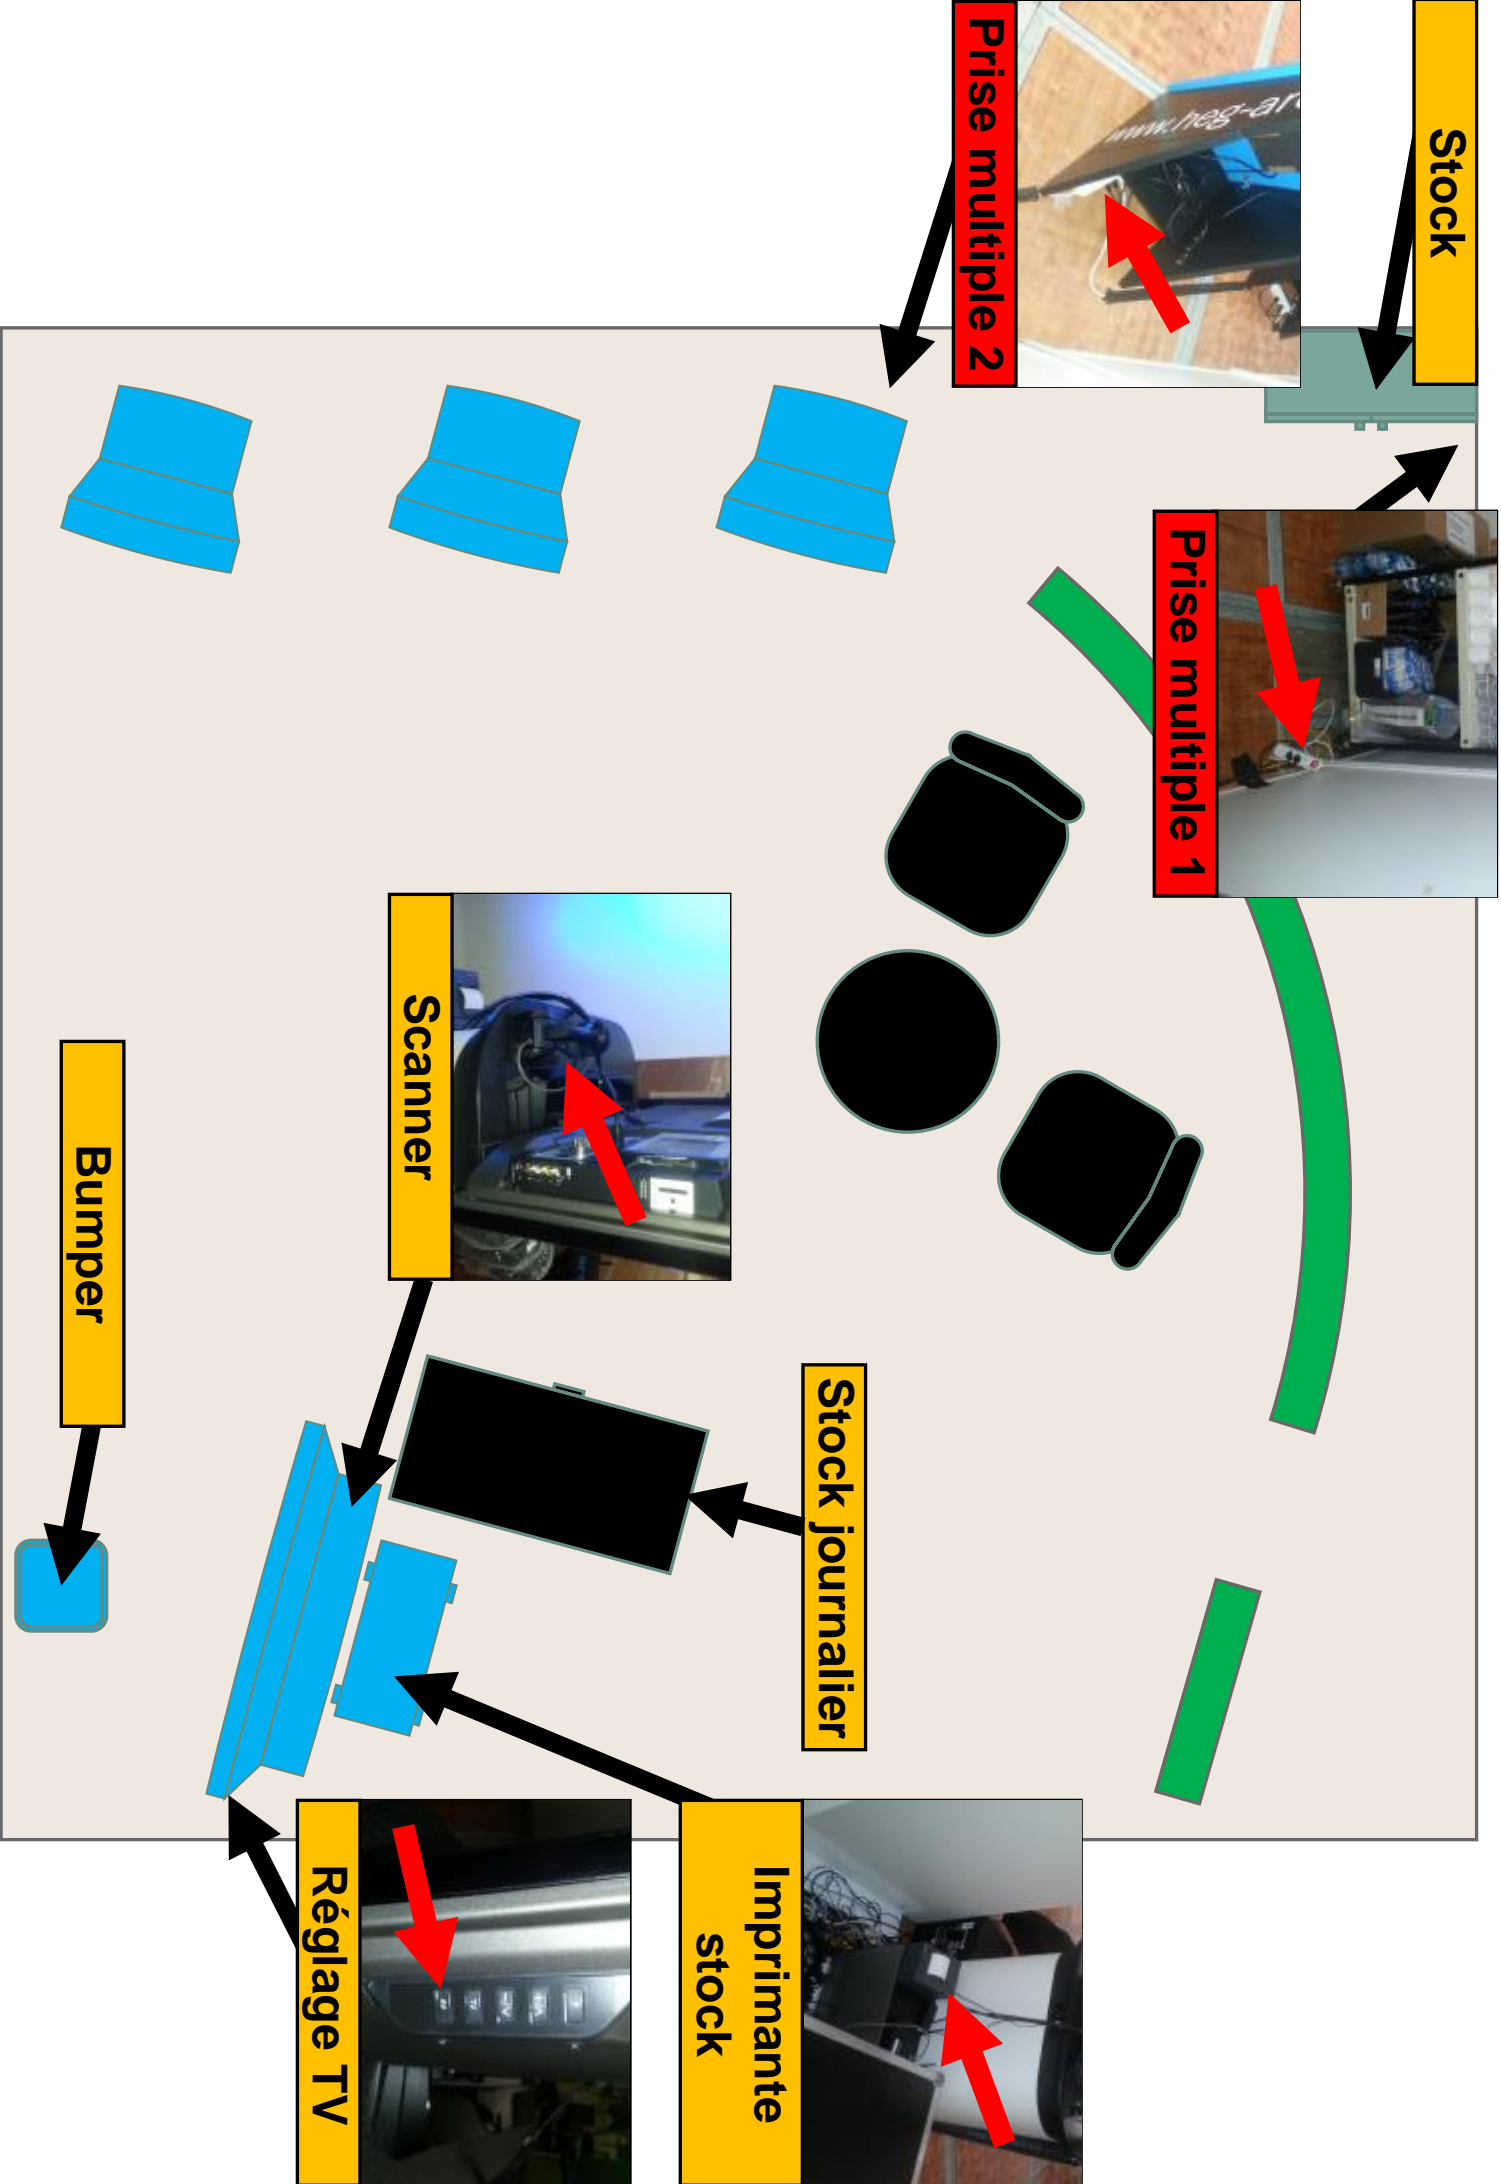 Stock
Prise multiple 1
www.heg-ar
Prise multiple 2
Stock journalier
Imprimante
stock
Scanner
Réglage TV
Bumper